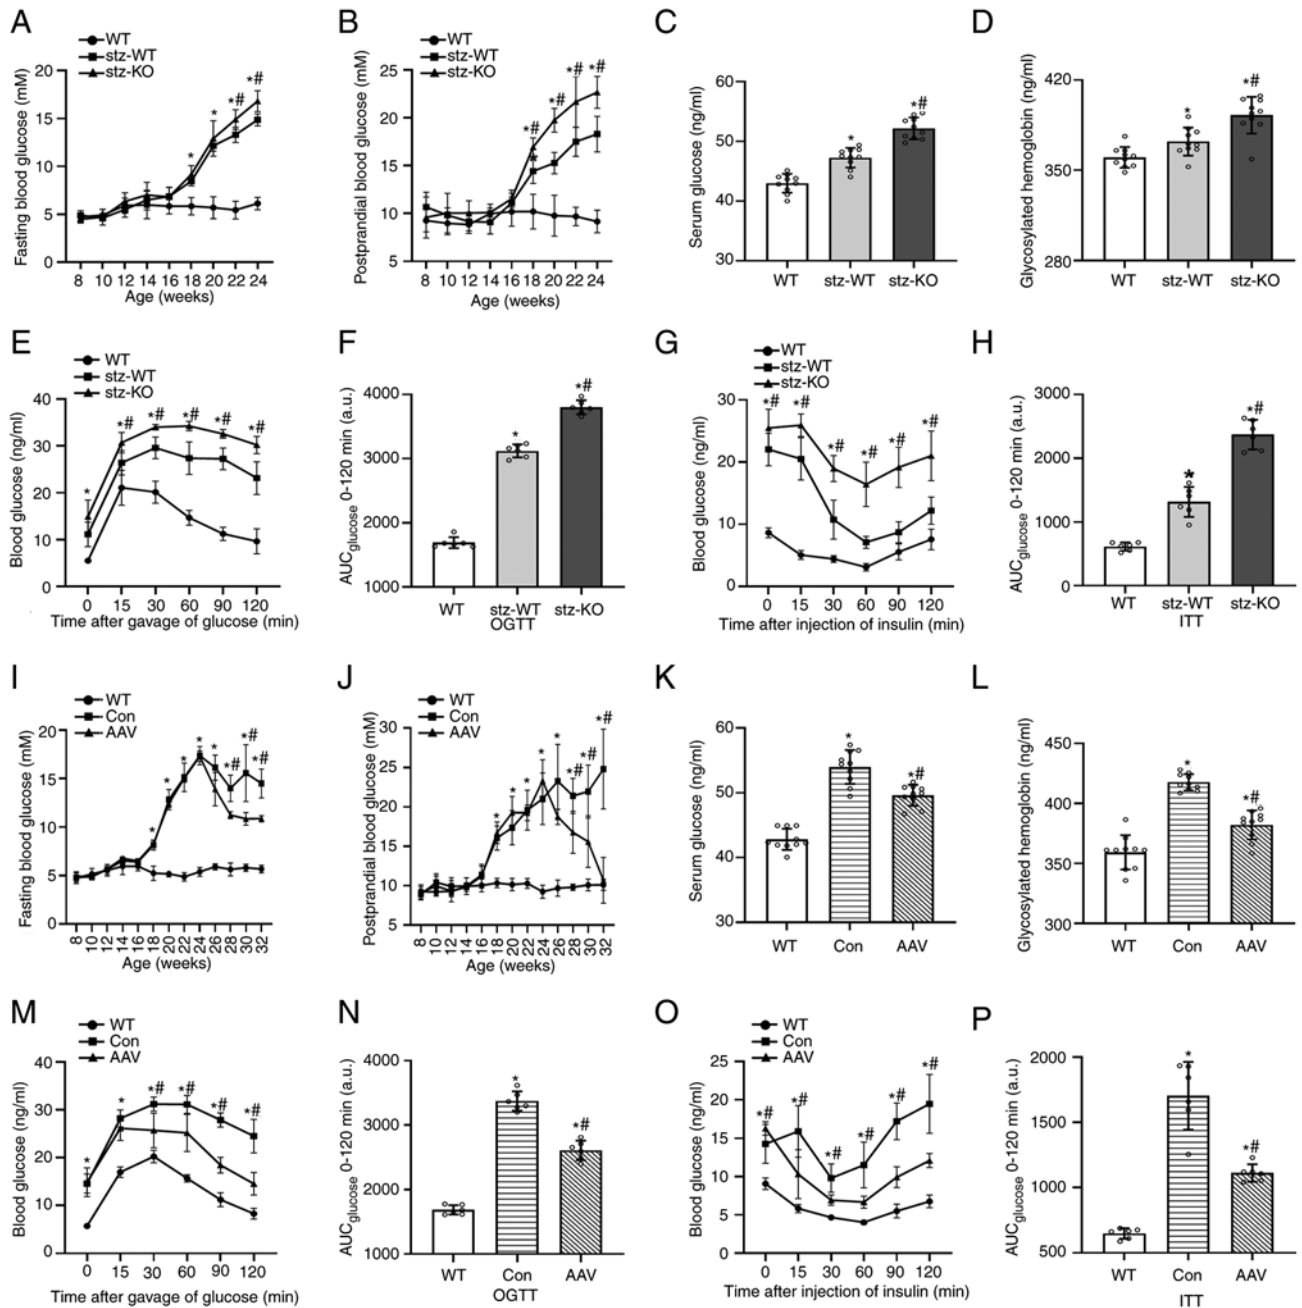 A
WT
stz-WT
stz-KO
Fasting blood glucose (mM)
20
15
10
5
0
*
*
*#
*#
8 10 12 14 16 18 20 22 24
Age (weeks)
B
WT
stz-WT
stz-KO
Postprandial blood glucose (mM)
25
20
15
10
5
*#
*
*#
*#
*#
8 10 12 14 16 18 20 22 24
Age (weeks)
C
Serum glucose (ng/ml)
60
50
40
30
*
*#
WT stz-WT stz-KO
D
Glycosylated hemoglobin (ng/ml)
420
350
280
*
*#
WT stz-WT stz-KO
E
WT
stz-WT
stz-KO
Blood glucose (ng/ml)
40
30
20
10
0
*
*#
*#
*#
*#
*#
0 15 30 60 90 120
Time after gavage of glucose (min)
F
AUCglucose 0-120 min (a.u.)
4000
3000
2000
1000
*
*#
WT stz-WT stz-KO
OGTT
G
WT
stz-WT
stz-KO
Blood glucose (ng/ml)
30
20
10
0
*#
*#
*#
*#
*#
*#
0 15 30 60 90 120
Time after injection of insulin (min)
H
AUCglucose 0-120 min (a.u.)
3000
2000
1000
0
*
*#
WT stz-WT stz-KO
ITT
I
WT
Con
AAV
Fasting blood glucose (mM)
20
15
10
5
0
*
*
*
*
*
*#
*#
*#
8 10 12 14 16 18 20 22 24 26 28 30 32
Age (weeks)
J
WT
Con
AAV
Postprandial blood glucose (mM)
30
25
20
15
10
5
*
*
*
*
*
*#
*#
*#
8 10 12 14 16 18 20 22 24 26 28 30 32
Age (weeks)
K
Serum glucose (ng/ml)
60
50
40
30
*
*#
WT Con AAV
L
Glycosylated hemoglobin (ng/ml)
450
400
350
300
*
*#
WT Con AAV
M
WT
Con
AAV
Blood glucose (ng/ml)
40
30
20
10
0
*
*
*#
*#
*#
*#
0 15 30 60 90 120
Time after gavage of glucose (min)
N
AUCglucose 0-120 min (a.u.)
4000
3000
2000
1000
*
*#
WT Con AAV
OGTT
O
WT
Con
AAV
Blood glucose (ng/ml)
25
20
15
10
5
0
*#
*#
*#
*#
*#
*#
0 15 30 60 90 120
Time after injection of insulin (min)
P
AUCglucose 0-120 min (a.u.)
2000
1500
1000
500
*
*#
WT Con AAV
ITT